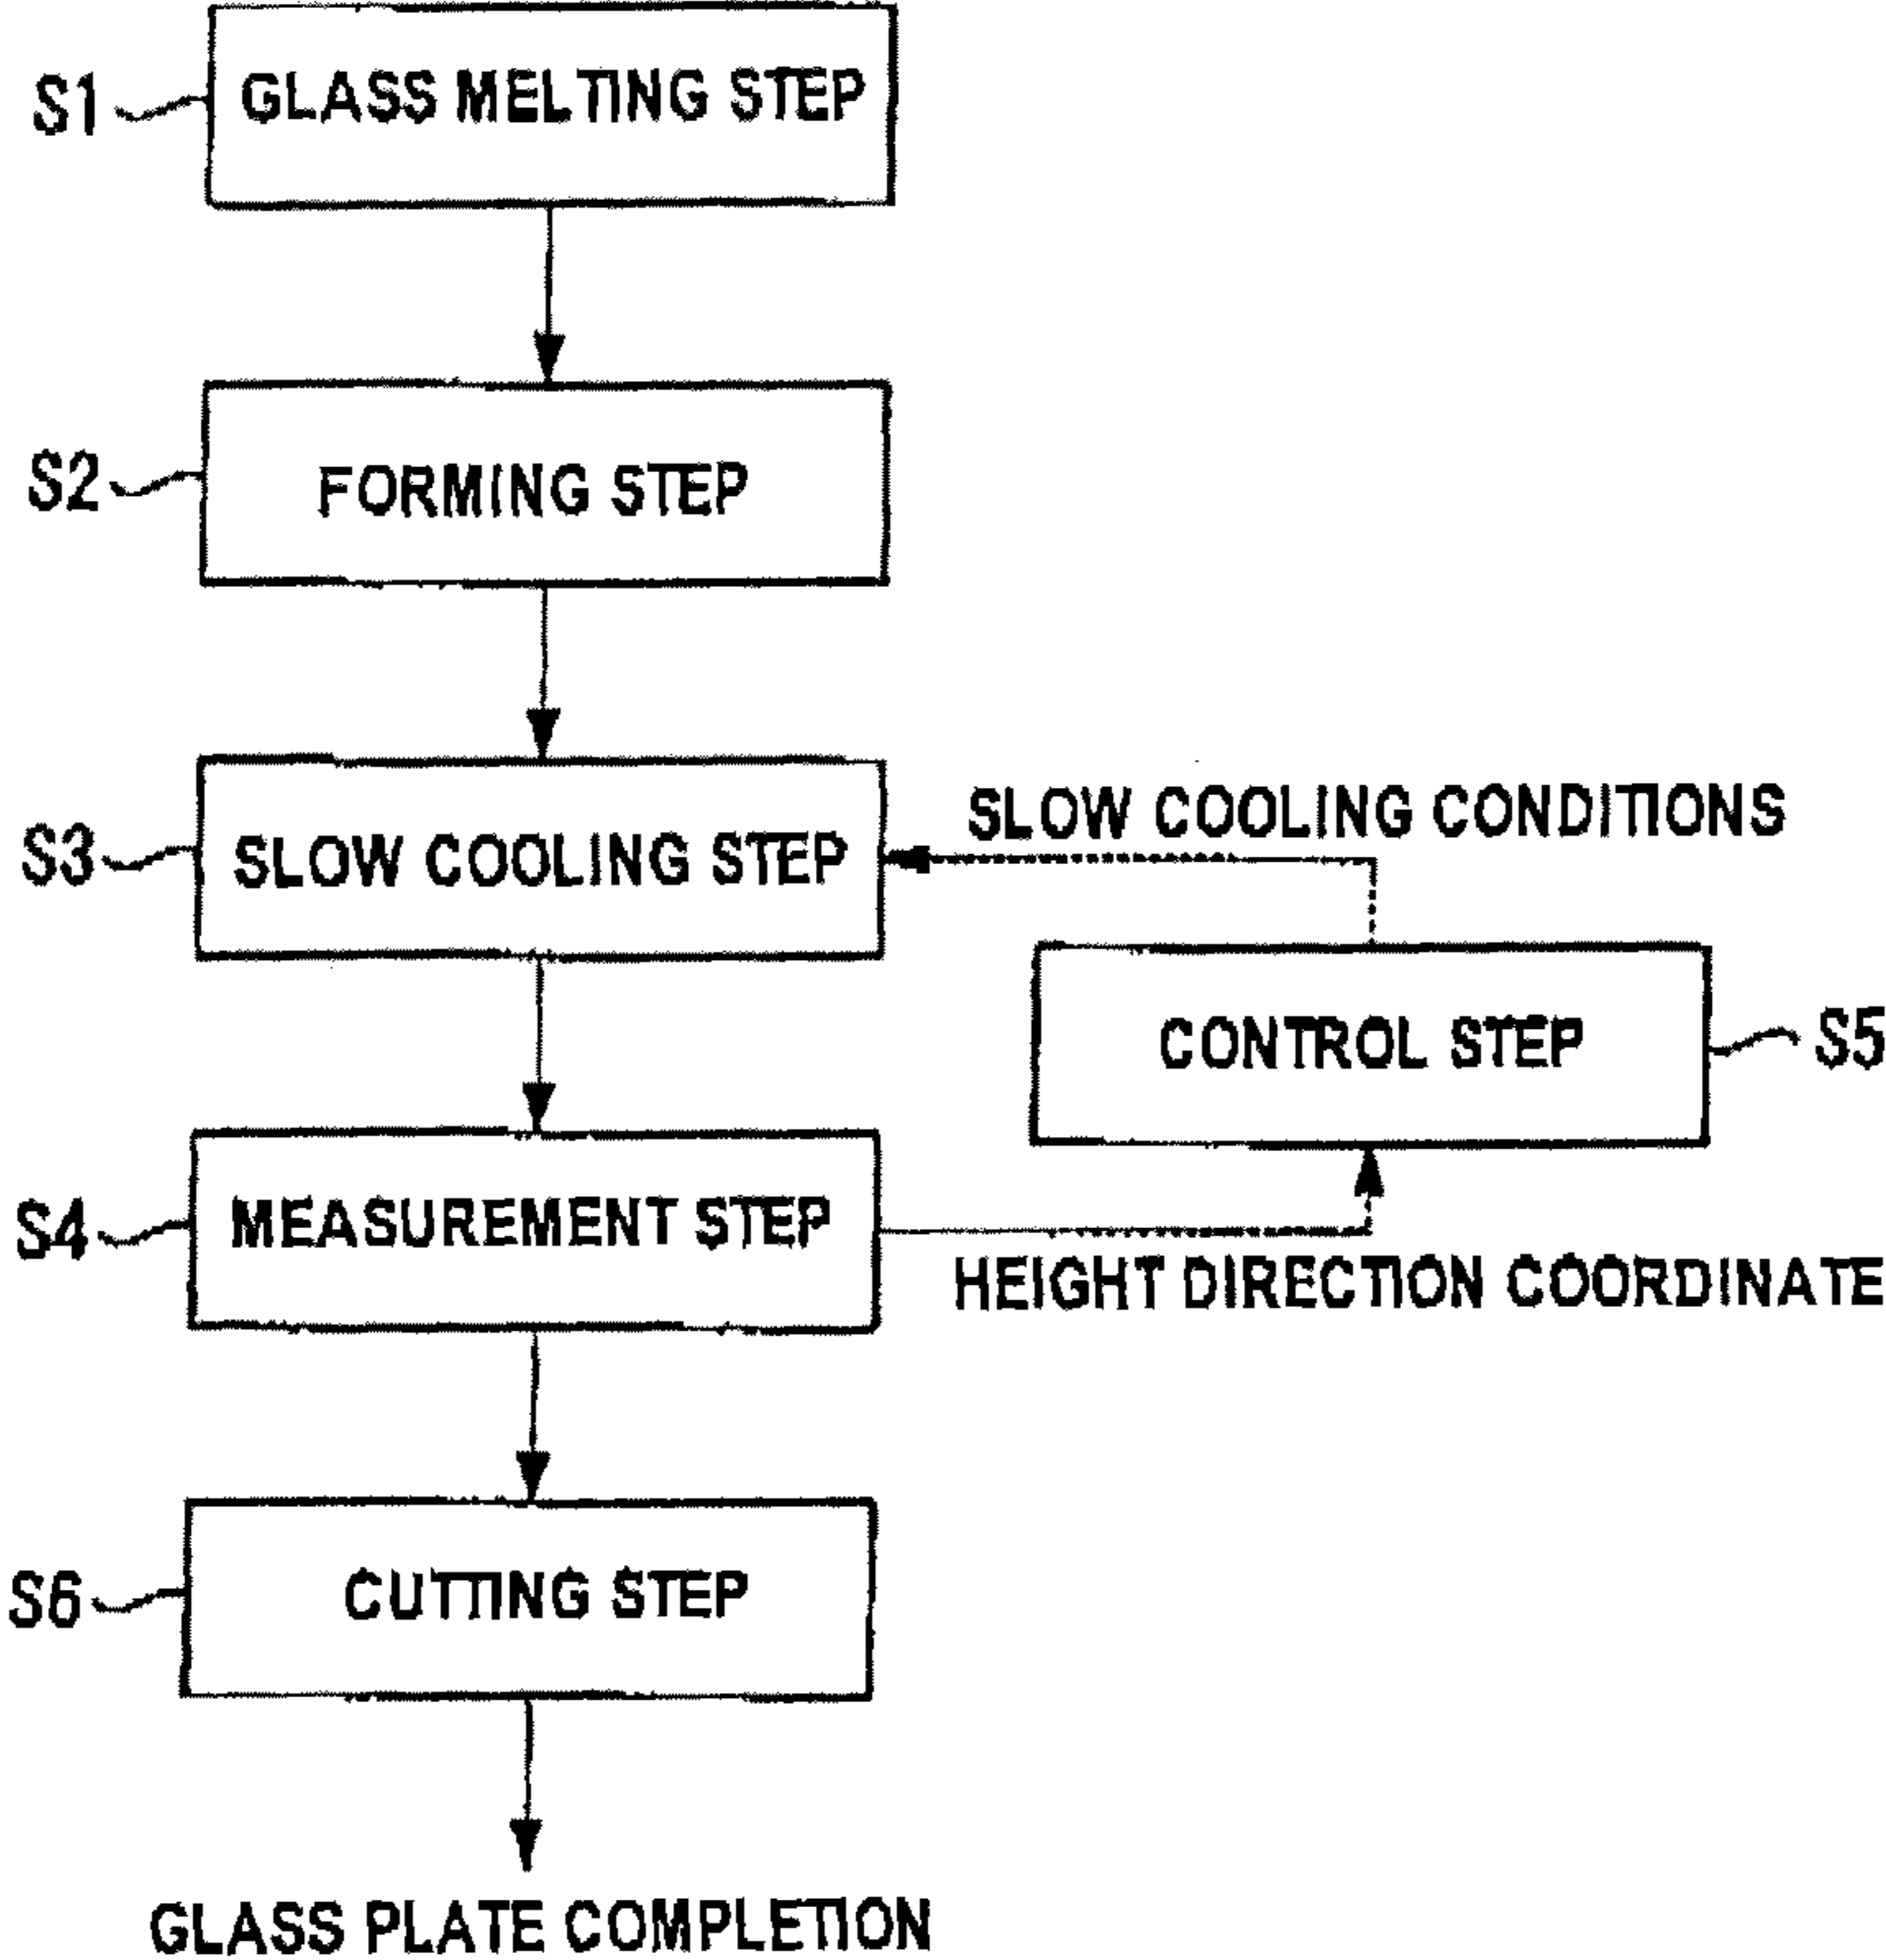 S1
GLASS MELTING STEP
S2
FORMING STEP
S3
SLOW COOLING STEP
SLOW COOLING CONDITIONS
CONTROL STEP
S5
S4
MEASUREMENT STEP
HEIGHT DIRECTION COORDINATE
S6
CUTTING STEP
GLASS PLATE COMPLETION